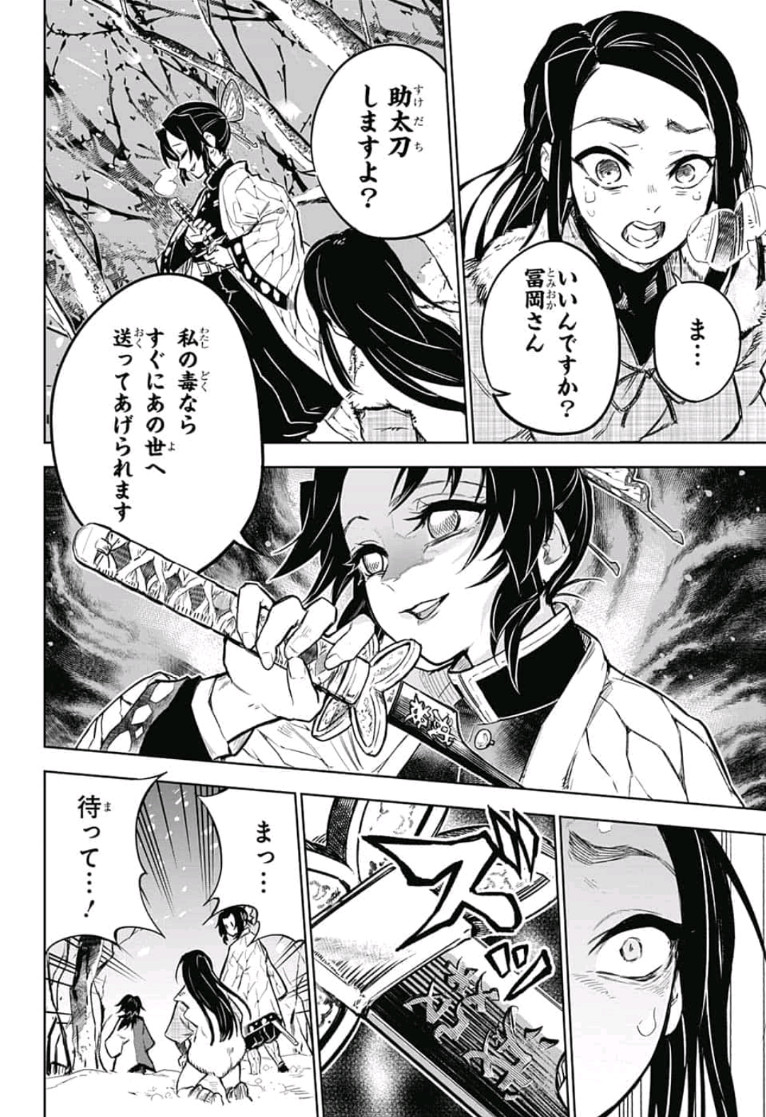 ま…
いいんですか？
冨岡さん
助太刀
しますよ？
私の毒なら
すぐにあの世へ
送ってあげられます
ズッ
まっ…
待って…！